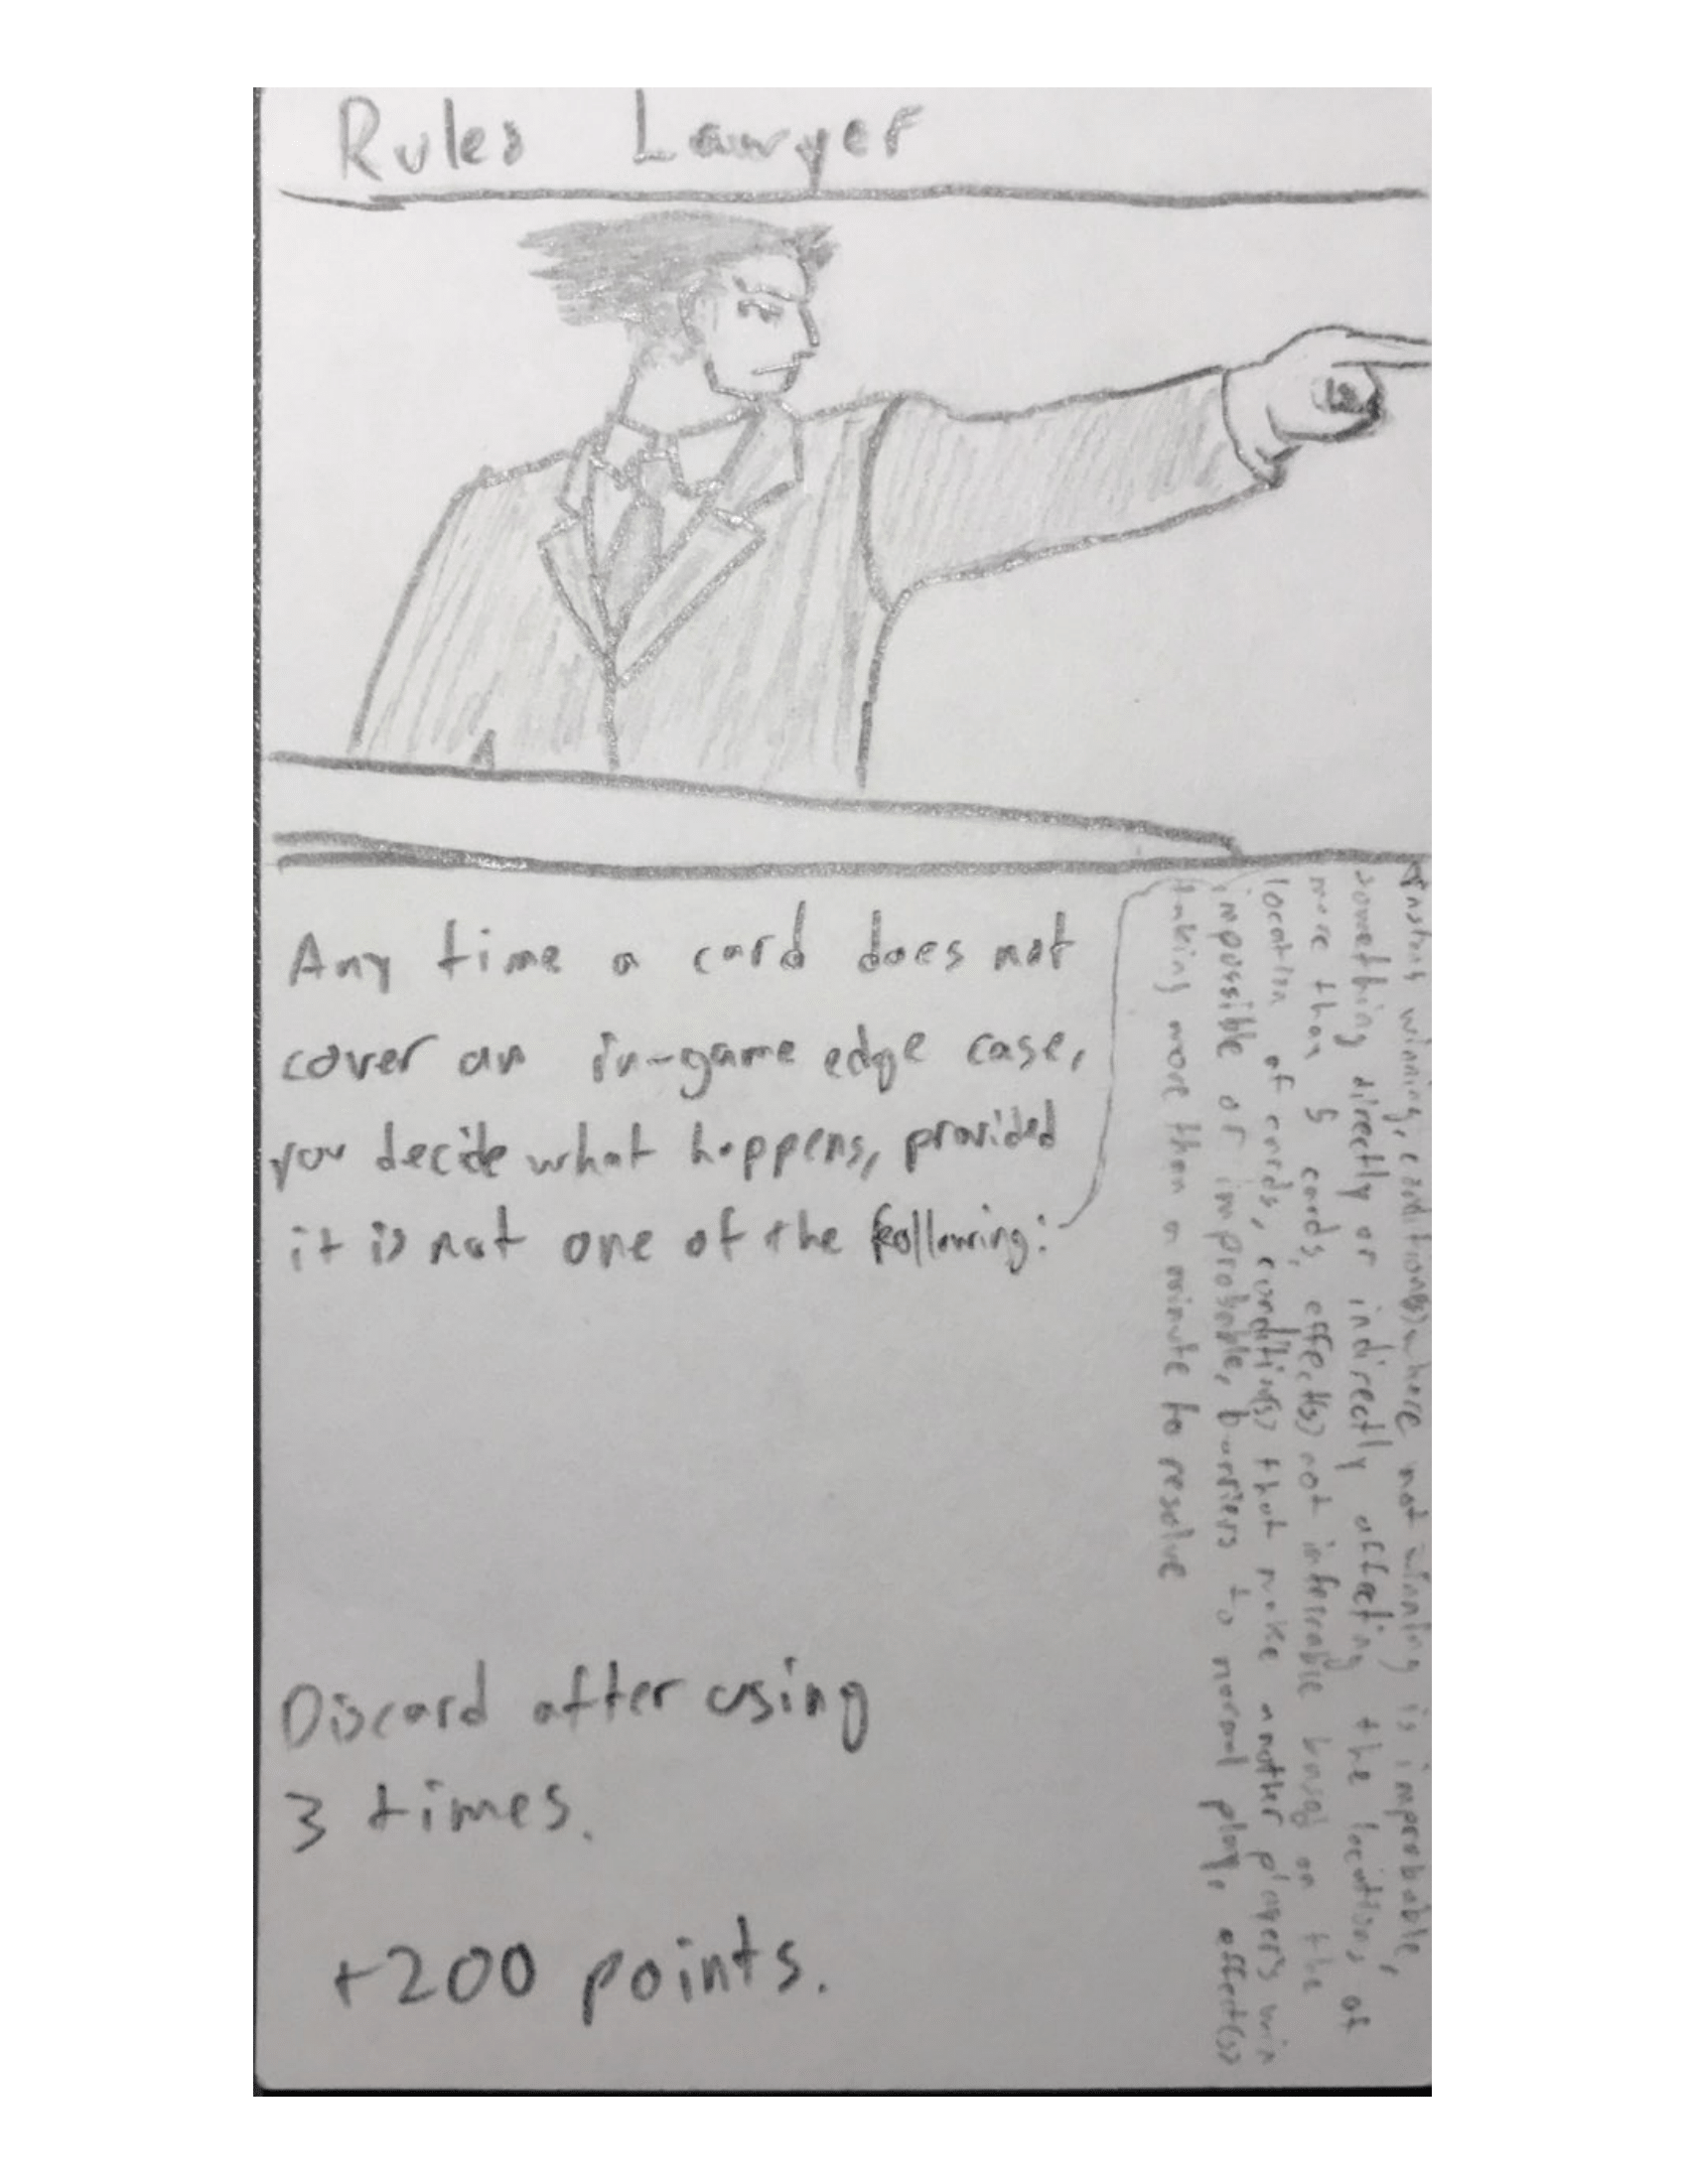 Rules Lawyer
Any time a card does not
cover an in-game edge case,
you decide what happens, provided
it is not one of the following:
instant winning, condition(s) where not winning is improbable,
something directly or indirectly affecting the locations of
more than 5 cards, effect(s) not inferable based on the
location of cards, condition(s) that make another player's win
impossible or improbable, barriers to normal play, effect(s)
taking more than a minute to resolve
Discard after using
3 times.
+200 points.